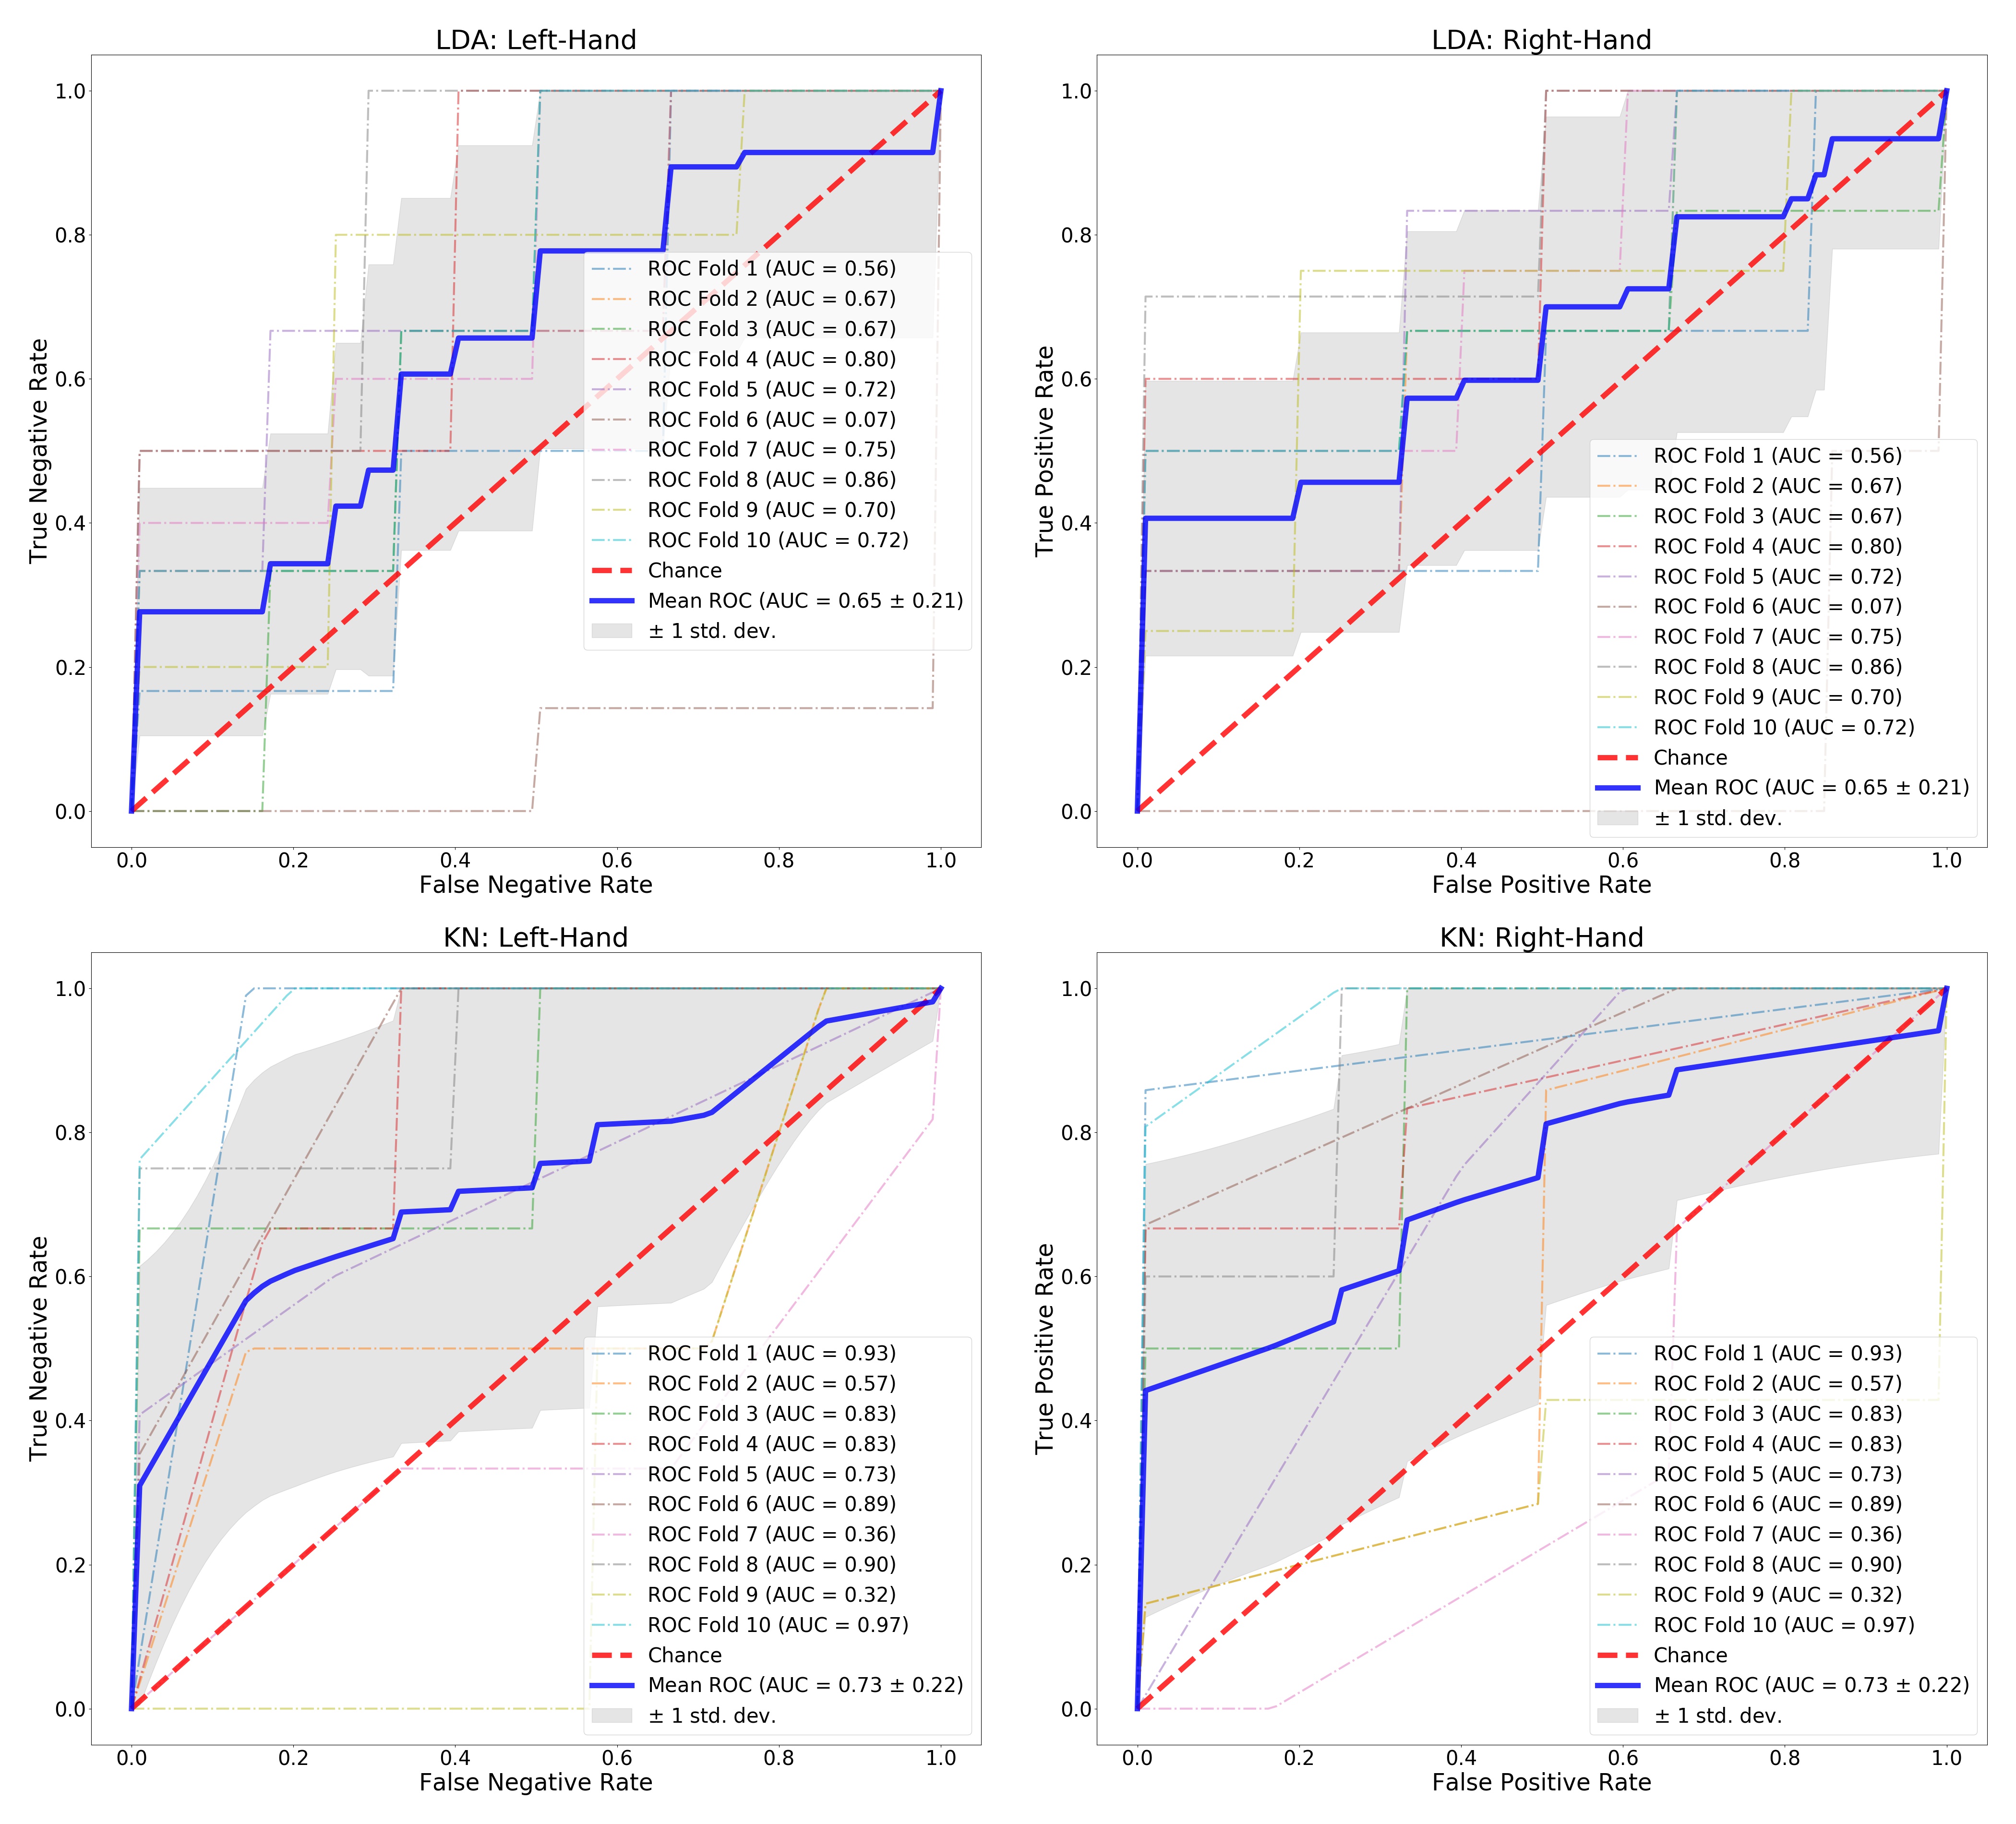 LDA: Left-Hand
True Negative Rate
1.0
0.8
0.6
0.4
0.2
0.0
ROC Fold 1 (AUC = 0.56)
ROC Fold 2 (AUC = 0.67)
ROC Fold 3 (AUC = 0.67)
ROC Fold 4 (AUC = 0.80)
ROC Fold 5 (AUC = 0.72)
ROC Fold 6 (AUC = 0.07)
ROC Fold 7 (AUC = 0.75)
ROC Fold 8 (AUC = 0.86)
ROC Fold 9 (AUC = 0.70)
ROC Fold 10 (AUC = 0.72)
Chance
Mean ROC (AUC = 0.65 ± 0.21)
± 1 std. dev.
0.0 0.2 0.4 0.6 0.8 1.0
False Negative Rate
LDA: Right-Hand
True Positive Rate
1.0
0.8
0.6
0.4
0.2
0.0
ROC Fold 1 (AUC = 0.56)
ROC Fold 2 (AUC = 0.67)
ROC Fold 3 (AUC = 0.67)
ROC Fold 4 (AUC = 0.80)
ROC Fold 5 (AUC = 0.72)
ROC Fold 6 (AUC = 0.07)
ROC Fold 7 (AUC = 0.75)
ROC Fold 8 (AUC = 0.86)
ROC Fold 9 (AUC = 0.70)
ROC Fold 10 (AUC = 0.72)
Chance
Mean ROC (AUC = 0.65 ± 0.21)
± 1 std. dev.
0.0 0.2 0.4 0.6 0.8 1.0
False Positive Rate
KN: Left-Hand
True Negative Rate
1.0
0.8
0.6
0.4
0.2
0.0
ROC Fold 1 (AUC = 0.93)
ROC Fold 2 (AUC = 0.57)
ROC Fold 3 (AUC = 0.83)
ROC Fold 4 (AUC = 0.83)
ROC Fold 5 (AUC = 0.73)
ROC Fold 6 (AUC = 0.89)
ROC Fold 7 (AUC = 0.36)
ROC Fold 8 (AUC = 0.90)
ROC Fold 9 (AUC = 0.32)
ROC Fold 10 (AUC = 0.97)
Chance
Mean ROC (AUC = 0.73 ± 0.22)
± 1 std. dev.
0.0 0.2 0.4 0.6 0.8 1.0
False Negative Rate
KN: Right-Hand
True Positive Rate
1.0
0.8
0.6
0.4
0.2
0.0
ROC Fold 1 (AUC = 0.93)
ROC Fold 2 (AUC = 0.57)
ROC Fold 3 (AUC = 0.83)
ROC Fold 4 (AUC = 0.83)
ROC Fold 5 (AUC = 0.73)
ROC Fold 6 (AUC = 0.89)
ROC Fold 7 (AUC = 0.36)
ROC Fold 8 (AUC = 0.90)
ROC Fold 9 (AUC = 0.32)
ROC Fold 10 (AUC = 0.97)
Chance
Mean ROC (AUC = 0.73 ± 0.22)
± 1 std. dev.
0.0 0.2 0.4 0.6 0.8 1.0
False Positive Rate